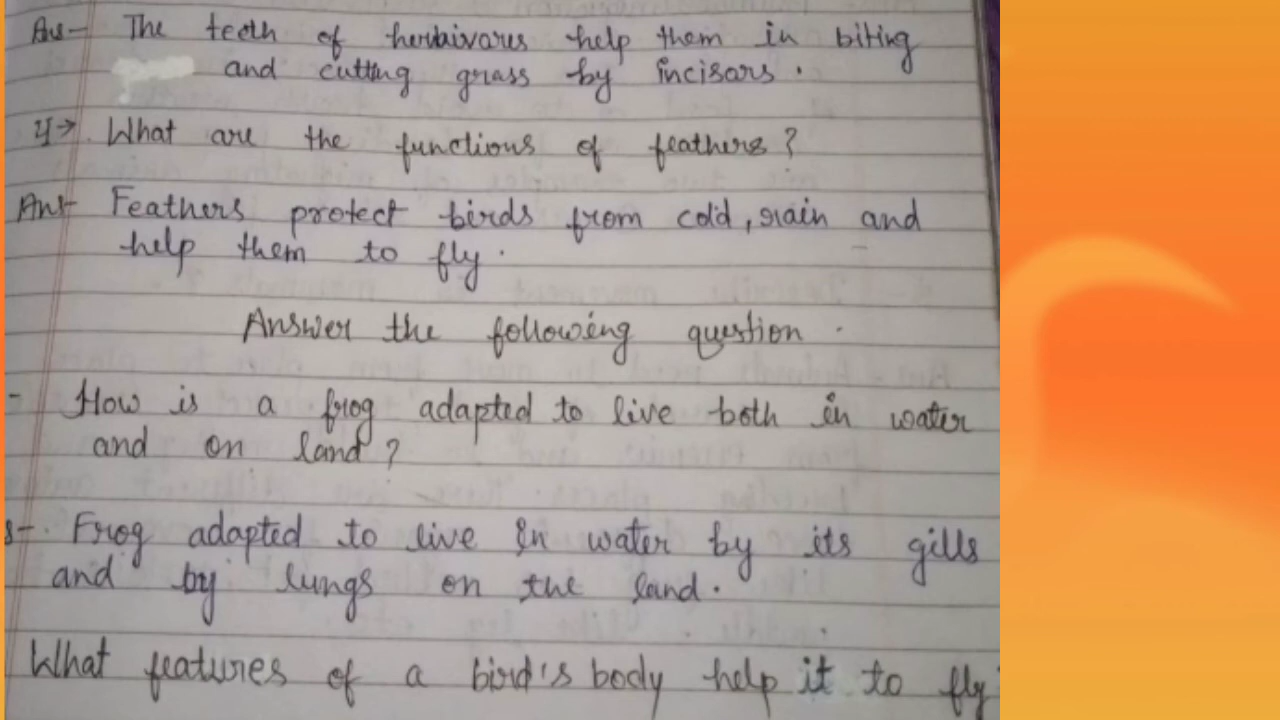 Ans- The teeth of herbaivares help them in biting
and cutting grass by incisors.
4→ What are the functions of feathers?
Ans- Feathers protect birds from cold, rain and
help them to fly.
Answer the following question.
- How is a frog adapted to live both in water
and on land?
s- Frog adapted to live in water by its gills
and by lungs on the land.
What features of a bird's body help it to fly